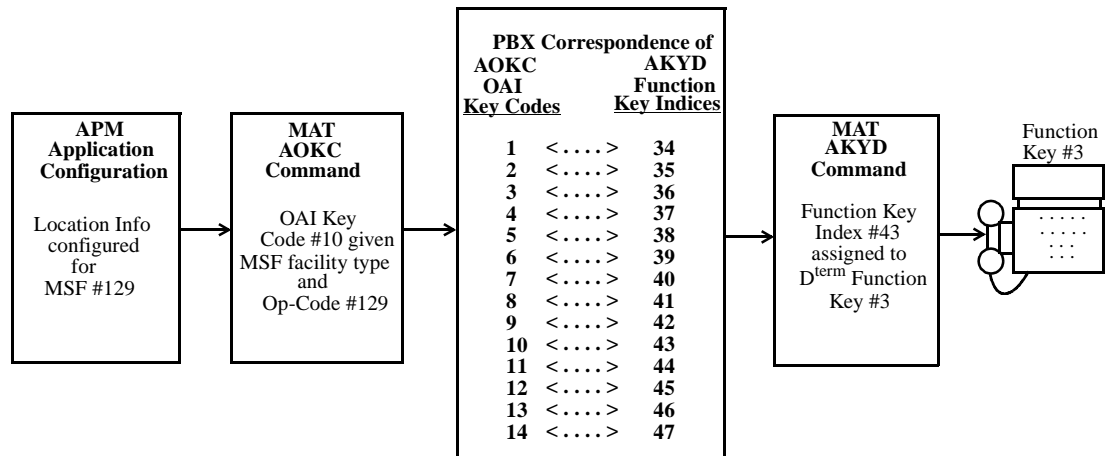 APM
Application
Configuration
Location Info
configured
for
MSF #129
MAT
AOKC
Command
OAI Key
Code #10 given
MSF facility type
and
Op-Code #129
PBX Correspondence of
AOKC AKYD
OAI Function
Key Codes Key Indices
1 <....> 34
2 <....> 35
3 <....> 36
4 <....> 37
5 <....> 38
6 <....> 39
7 <....> 40
8 <....> 41
9 <....> 42
10 <....> 43
11 <....> 44
12 <....> 45
13 <....> 46
14 <....> 47
MAT
AKYD
Command
Function Key
Index #43
assigned to
Dterm Function
Key #3
Function
Key #3